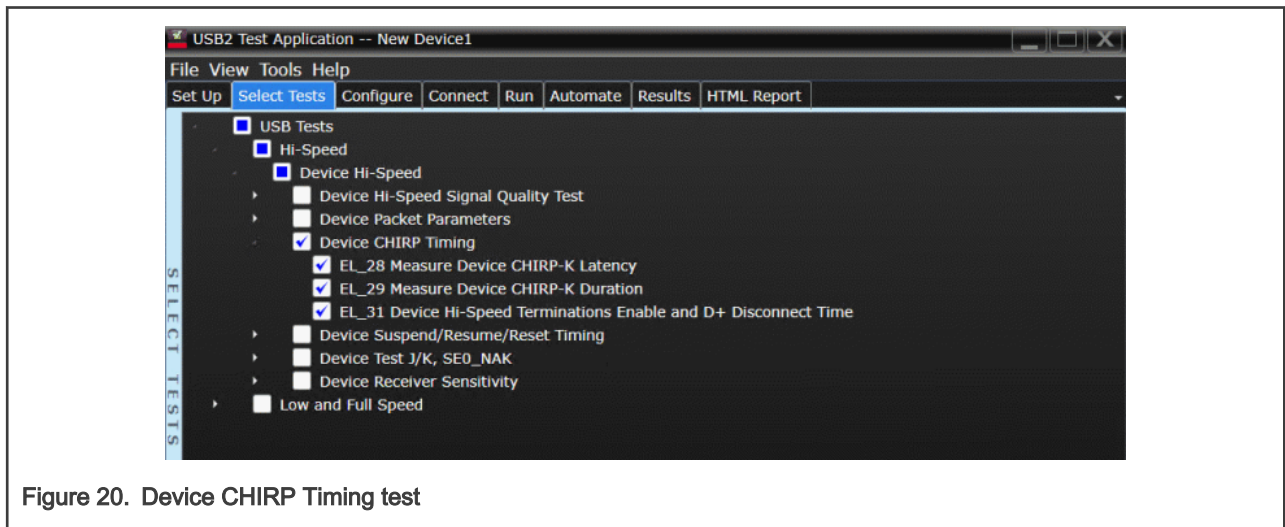 USB2 Test Application -- New Device1
File View Tools Help
Set Up Select Tests Configure Connect Run Automate Results HTML Report
SELECT TESTS
USB Tests
Hi-Speed
Device Hi-Speed
Device Hi-Speed Signal Quality Test
Device Packet Parameters
Device CHIRP Timing
EL_28 Measure Device CHIRP-K Latency
EL_29 Measure Device CHIRP-K Duration
EL_31 Device Hi-Speed Terminations Enable and D+ Disconnect Time
Device Suspend/Resume/Reset Timing
Device Test J/K, SE0_NAK
Device Receiver Sensitivity
Low and Full Speed
Figure 20. Device CHIRP Timing test